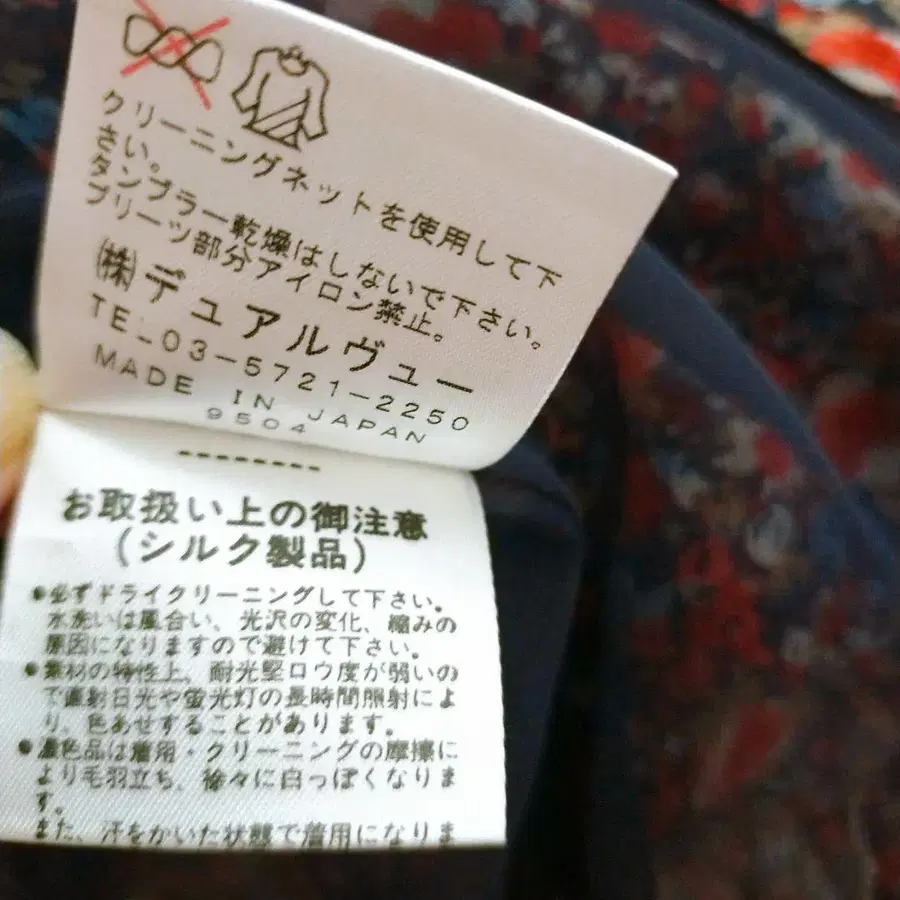 クリーニングネットを使用して下
さい。
タンブラー乾燥はしないで下さい。
プリーツ部分アイロン禁止。
㈱デュアルヴュー
TEL03-5721-2250
MADE IN JAPAN
9504
--------
お取扱い上の御注意
(シルク製品)
●必ずドライクリーニングして下さい。
水洗いは風合い、光沢の変化、縮みの
原因になりますので避けて下さい。
●素材の特性上、耐光堅ロウ度が弱いの
で直射日光や蛍光灯の長時間照射によ
り、色あせすることがあります。
●濃色品は着用・クリーニングの摩擦に
より毛羽立ち、徐々に白っぽくなりま
す。
また、汗をかいた状態で着用になりま